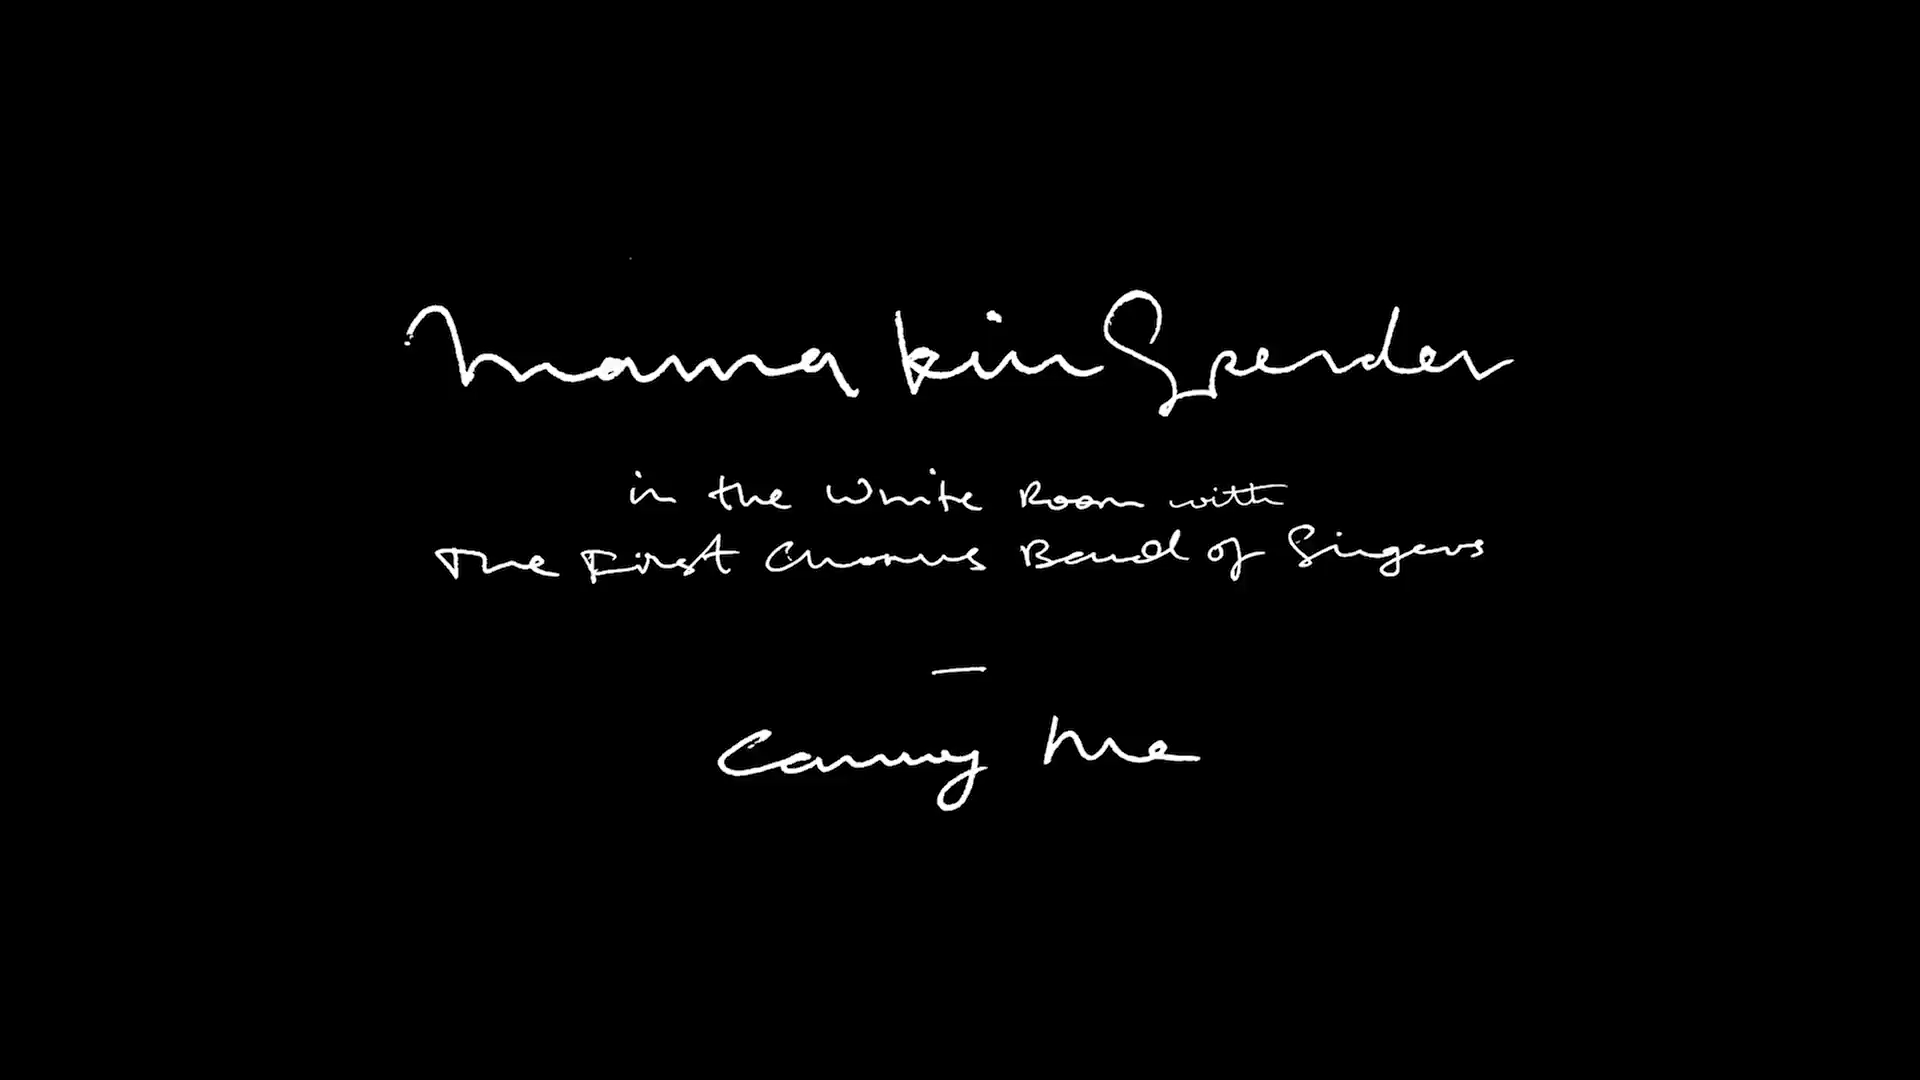 Mama Kin Spender
in the White Room with
The First Chorus Band of Singers
—
Carry Me